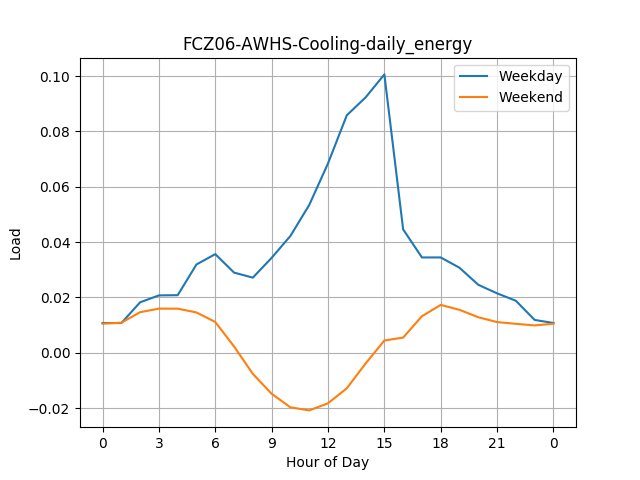 FCZ06-AWHS-Cooling-daily_energy
Weekday
Weekend
0.10
0.08
0.06
0.04
0.02
0.00
−0.02
Load
0 3 6 9 12 15 18 21 0
Hour of Day